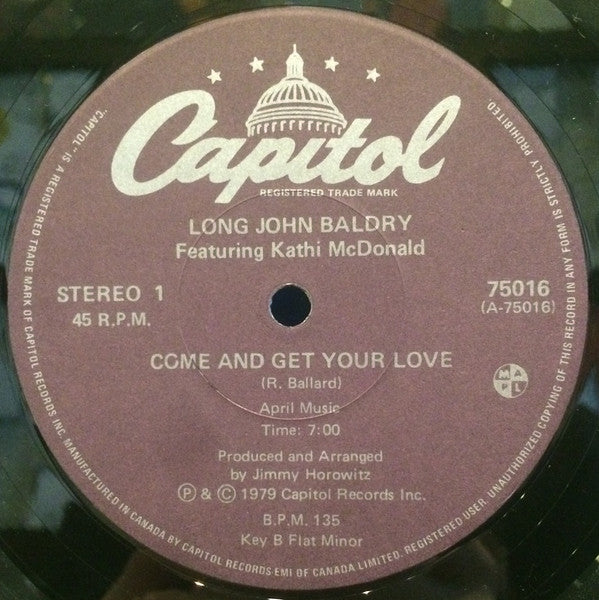 Capitol
REGISTERED TRADE MARK
LONG JOHN BALDRY
Featuring Kathi McDonald
STEREO 1
45 R.P.M.
75016
(A-75016)
COME AND GET YOUR LOVE
(R. Ballard)
M A P L
April Music
Time: 7:00
Produced and Arranged
by Jimmy Horowitz
Ⓟ & © 1979 Capitol Records Inc.
B.P.M. 135
Key B Flat Minor
"CAPITOL" IS A REGISTERED TRADE MARK OF CAPITOL RECORDS INC. MANUFACTURED IN CANADA BY CAPITOL RECORDS EMI OF CANADA LIMITED. REGISTERED USER. UNAUTHORIZED COPYING OF THIS RECORD IN ANY FORM IS STRICTLY PROHIBITED